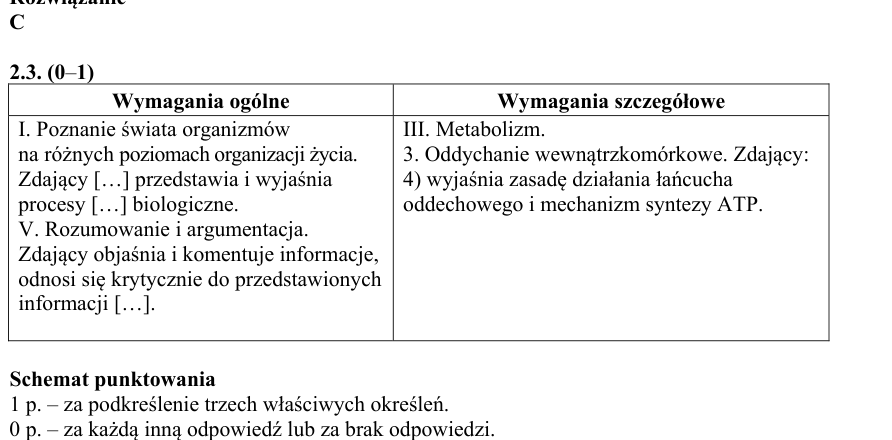 Rozwiązanie
C
2.3. (0–1)
Wymagania ogólne
Wymagania szczegółowe
I. Poznanie świata organizmów
na różnych poziomach organizacji życia.
Zdający […] przedstawia i wyjaśnia
procesy […] biologiczne.
V. Rozumowanie i argumentacja.
Zdający objaśnia i komentuje informacje,
odnosi się krytycznie do przedstawionych
informacji […].
III. Metabolizm.
3. Oddychanie wewnątrzkomórkowe. Zdający:
4) wyjaśnia zasadę działania łańcucha
oddechowego i mechanizm syntezy ATP.
Schemat punktowania
1 p. – za podkreślenie trzech właściwych określeń.
0 p. – za każdą inną odpowiedź lub za brak odpowiedzi.